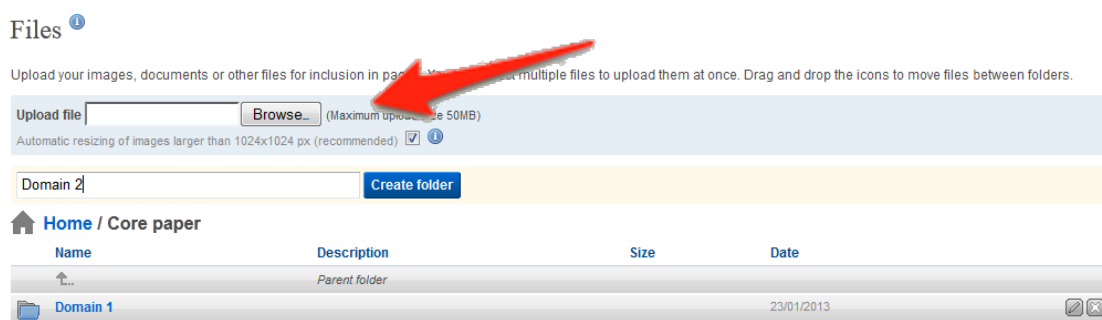 Files
Upload your images, documents or other files for inclusion in multiple files to upload them at once. Drag and drop the icons to move files between folders.
Upload file Browse... (Maximum size 50MB)
Automatic resizing of images larger than 1024x1024 px (recommended)
Domain 2 Create folder
Home / Core paper
Name Description Size Date
Parent folder
Domain 1 23/01/2013